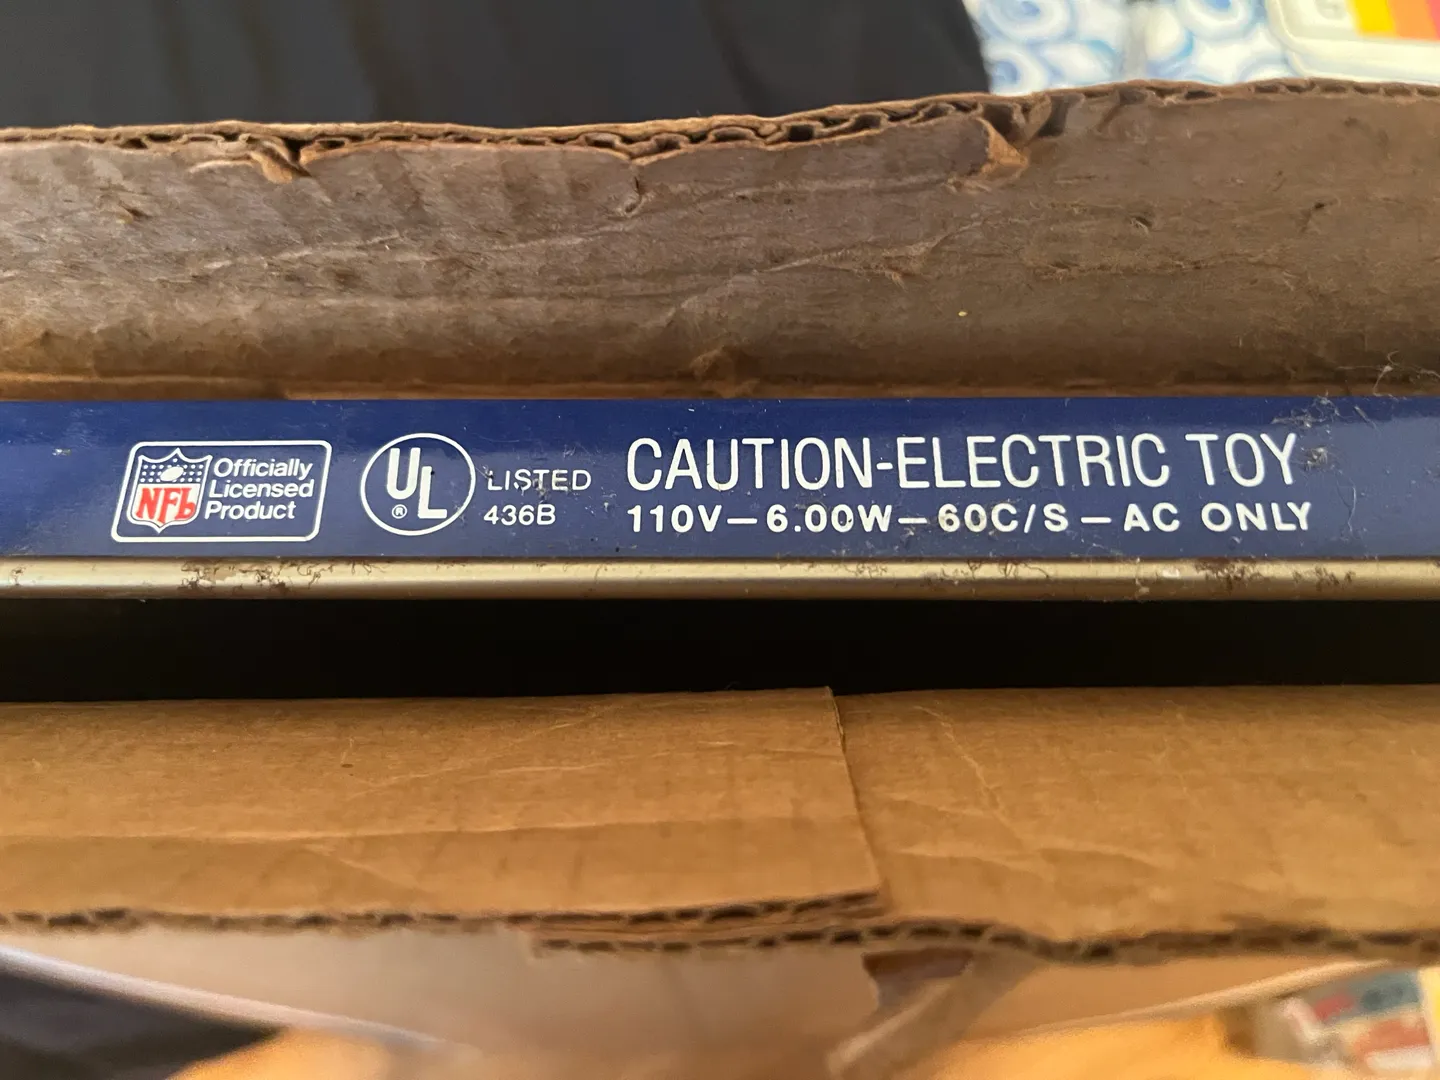 NFL
Officially
Licensed
Product
UL
®
LISTED
436B
CAUTION-ELECTRIC TOY
110V—6.00W—60C/S—AC ONLY